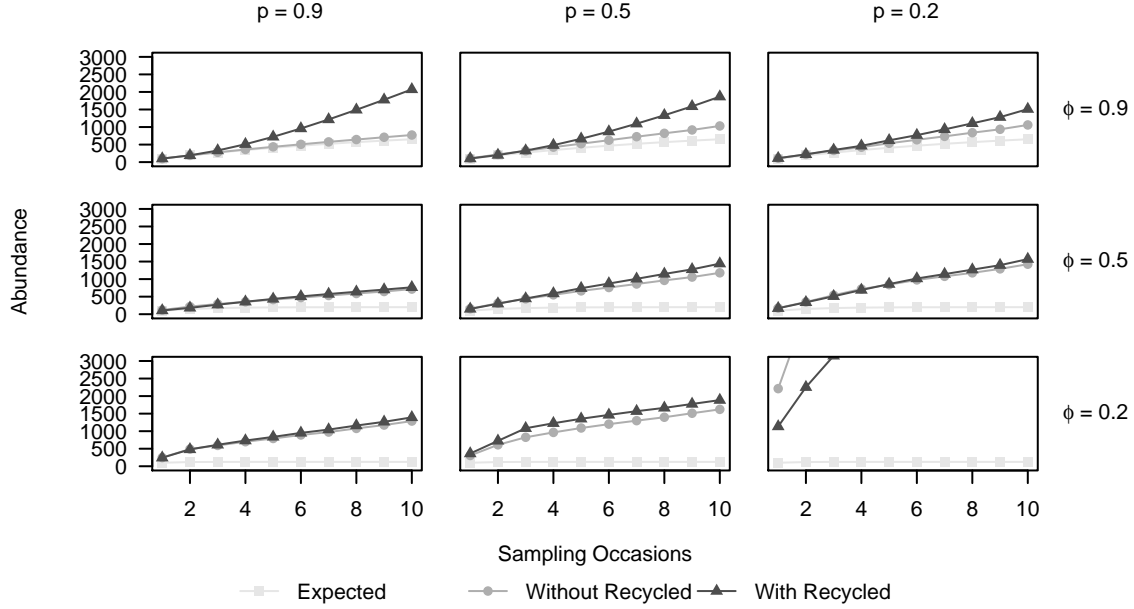 p = 0.9 p = 0.5 p = 0.2
3000
2500
2000
1500
1000
500
0
ϕ = 0.9
3000
2500
2000
1500
1000
500
0
ϕ = 0.5
Abundance
3000
2500
2000
1500
1000
500
0
ϕ = 0.2
2 4 6 8 10 2 4 6 8 10 2 4 6 8 10
Sampling Occasions
Expected Without Recycled With Recycled